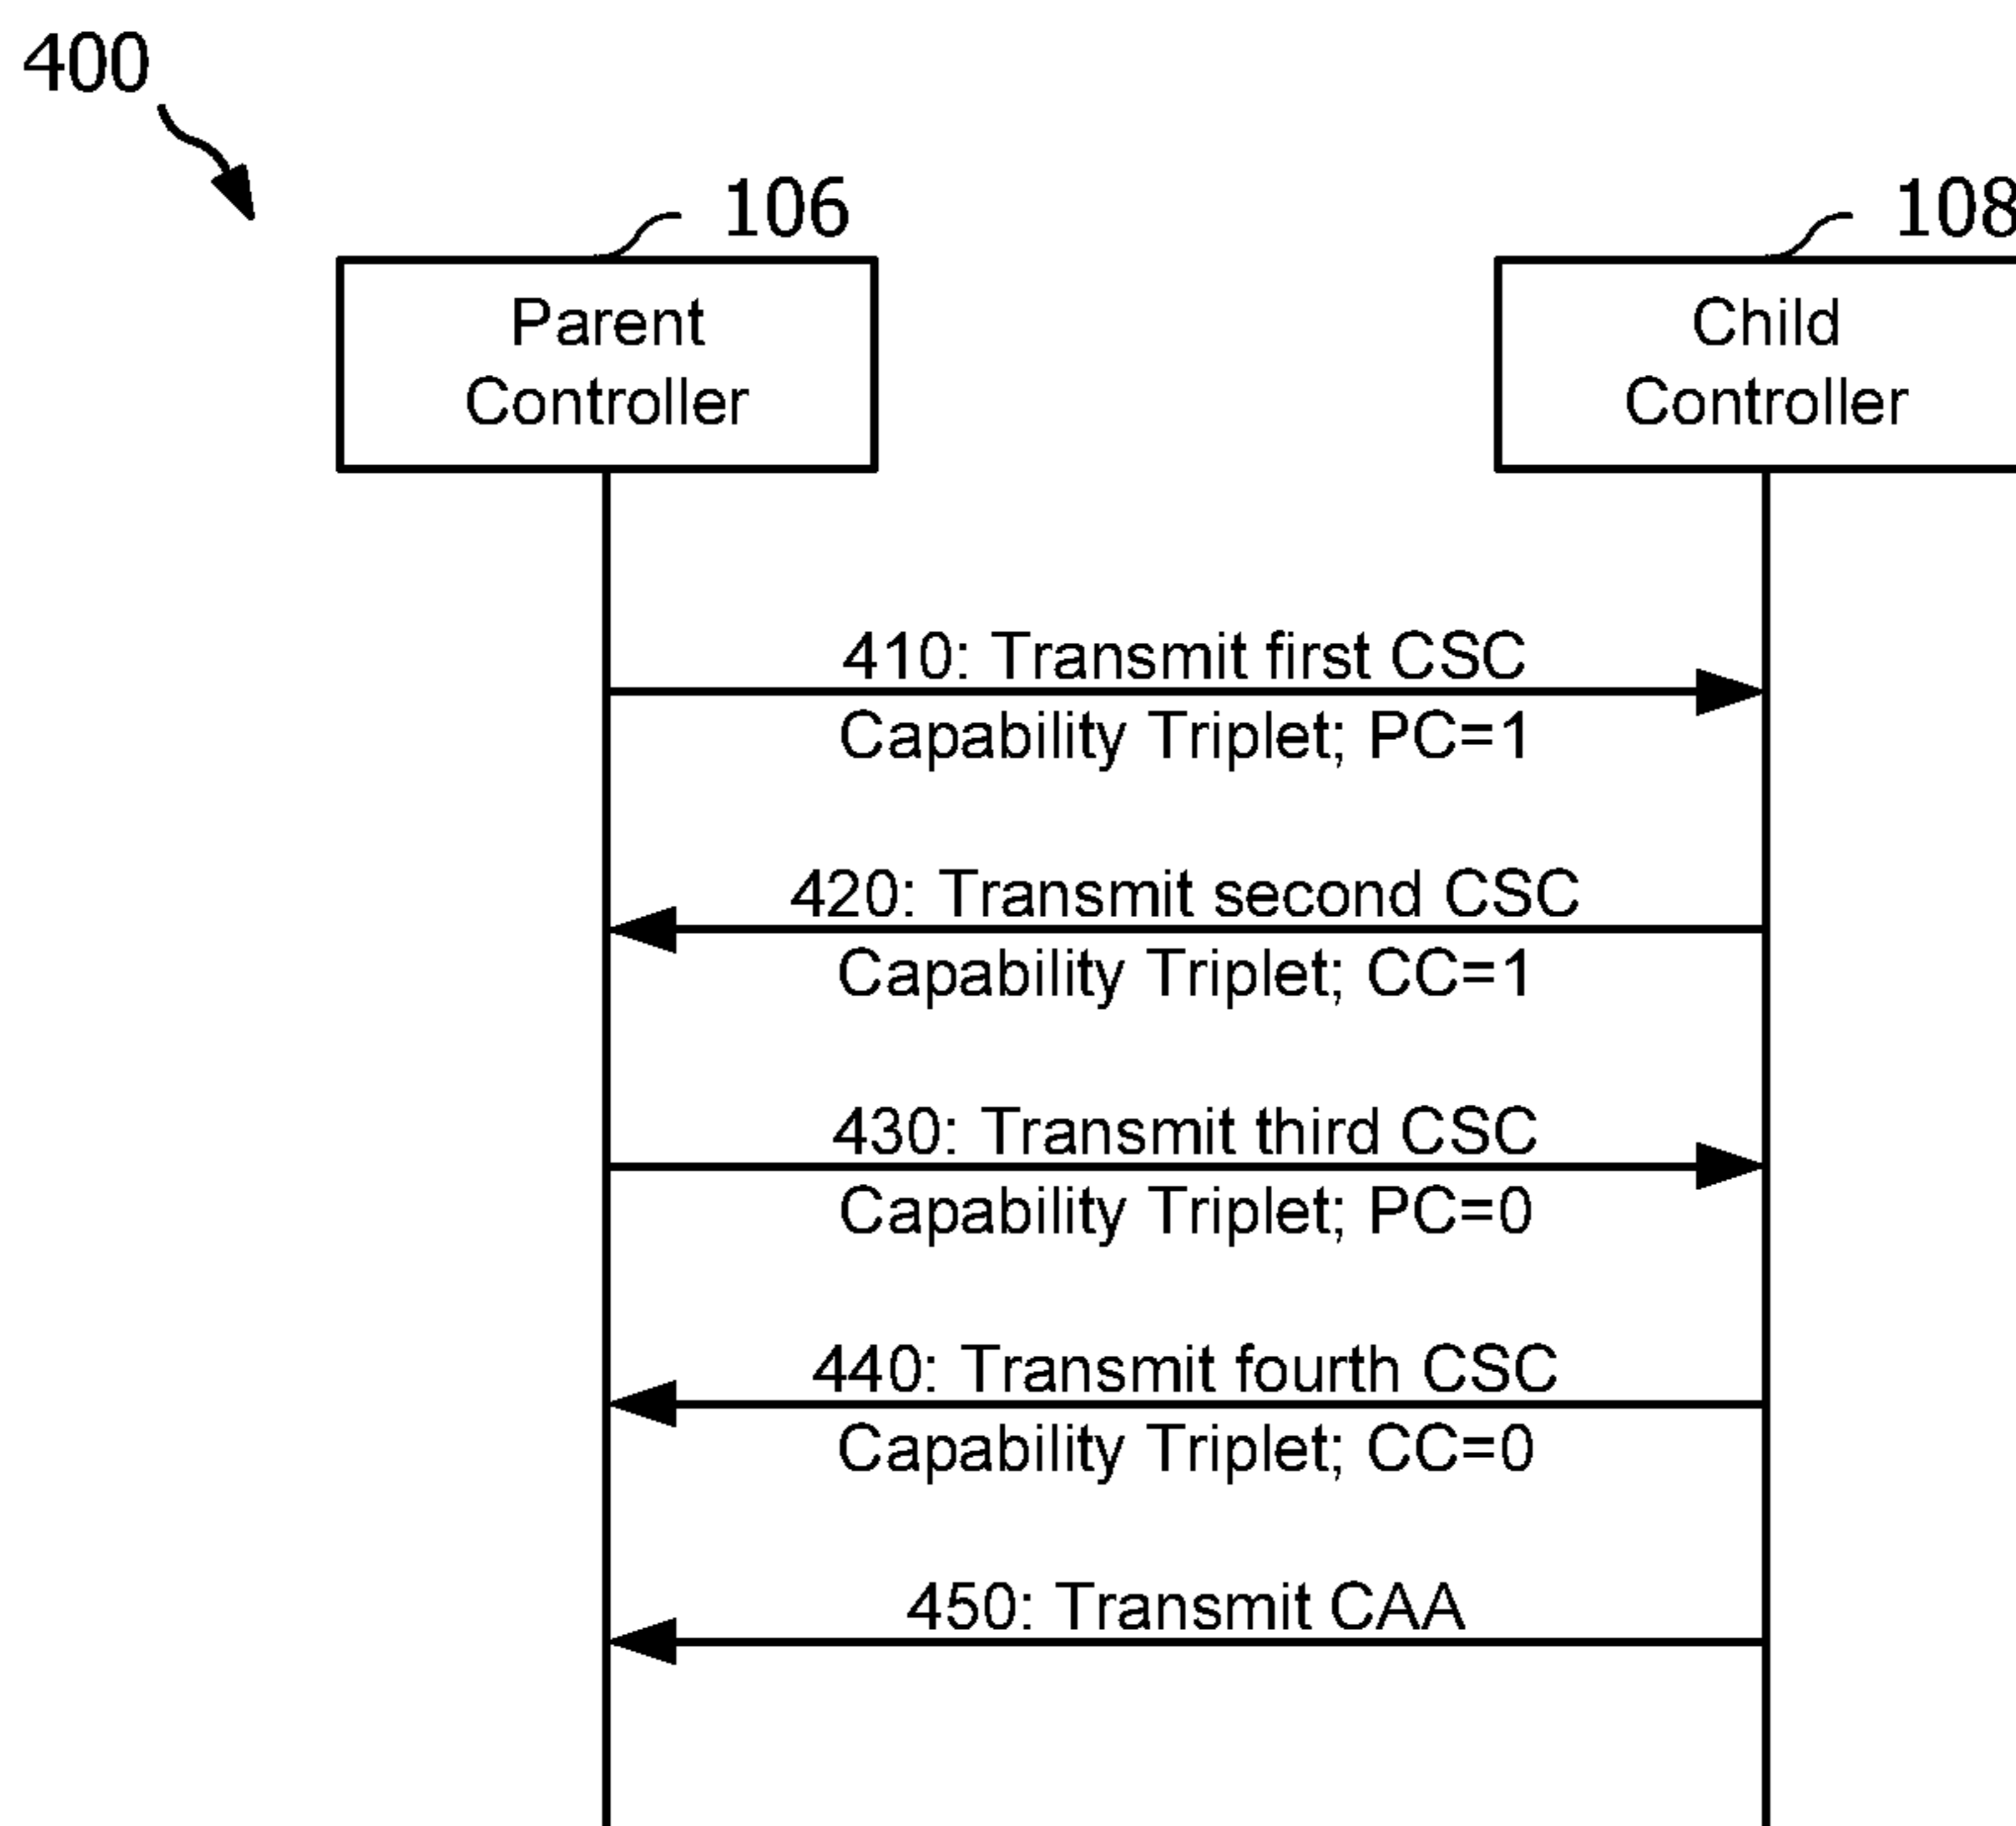 400
106
108
Parent
Controller
Child
Controller
410: Transmit first CSC
Capability Triplet; PC=1
420: Transmit second CSC
Capability Triplet; CC=1
430: Transmit third CSC
Capability Triplet; PC=0
440: Transmit fourth CSC
Capability Triplet; CC=0
450: Transmit CAA